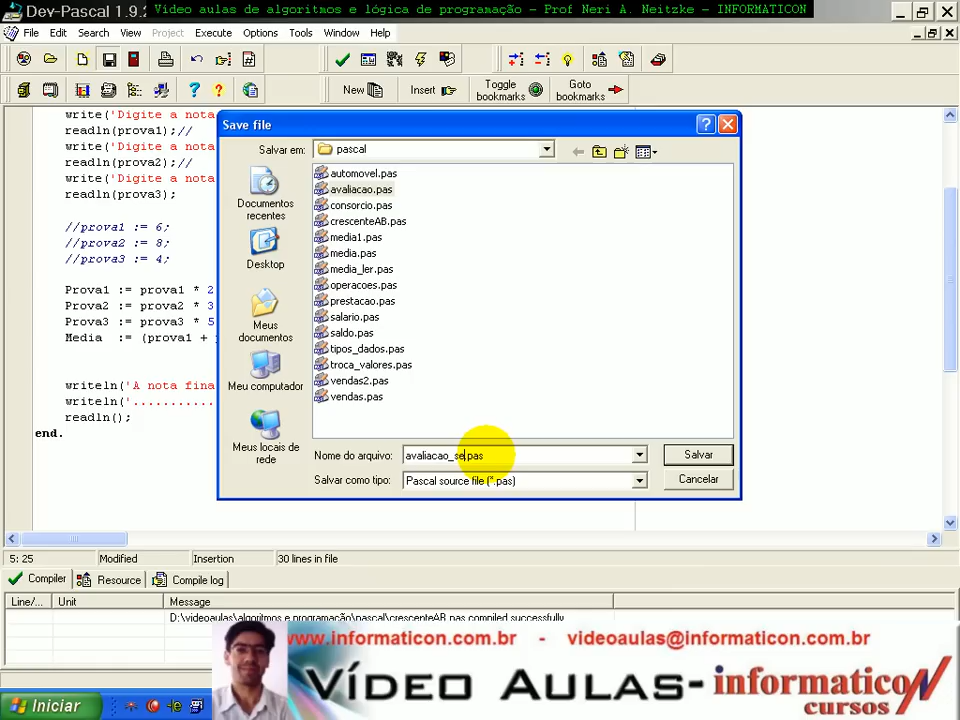 Dev-Pascal 1.9.2
Vídeo aulas de algoritmos e lógica de programação - Prof Neri A. Neitzke - INFORMATICON
File Edit Search View Project Execute Options Tools Window Help
New Insert Toggle bookmarks Goto bookmarks
write('Digite a nota
readln(prova1);//
write('Digite a nota
readln(prova2);//
write('Digite a nota
readln(prova3);
//prova1 := 6;
//prova2 := 8;
//prova3 := 4;
Prova1 := prova1 * 2
Prova2 := prova2 * 3
Prova3 := prova3 * 5
Media := (prova1 +
writeln('A nota fina
writeln('..........
readln();
end.
Save file
Salvar em: pascal
Documentos recentes
Desktop
Meus documentos
Meu computador
Meus locais de rede
automovel.pas
avaliacao.pas
consorcio.pas
crescenteAB.pas
media1.pas
media.pas
media_ler.pas
operacoes.pas
prestacao.pas
salario.pas
saldo.pas
tipos_dados.pas
troca_valores.pas
vendas2.pas
vendas.pas
Nome do arquivo: avaliacao_se.pas Salvar
Salvar como tipo: Pascal source file (*.pas) Cancelar
5: 25 Modified Insertion 30 lines in file
Compiler Resource Compile log
Line/... Unit Message
D:\videoaulas\algoritmos e programação\pascal\crescenteAB.pas compiled successfully
www.informaticon.com.br - videoaulas@informaticon.com.br
Vídeo Aulas- informaticon
cursos
Iniciar